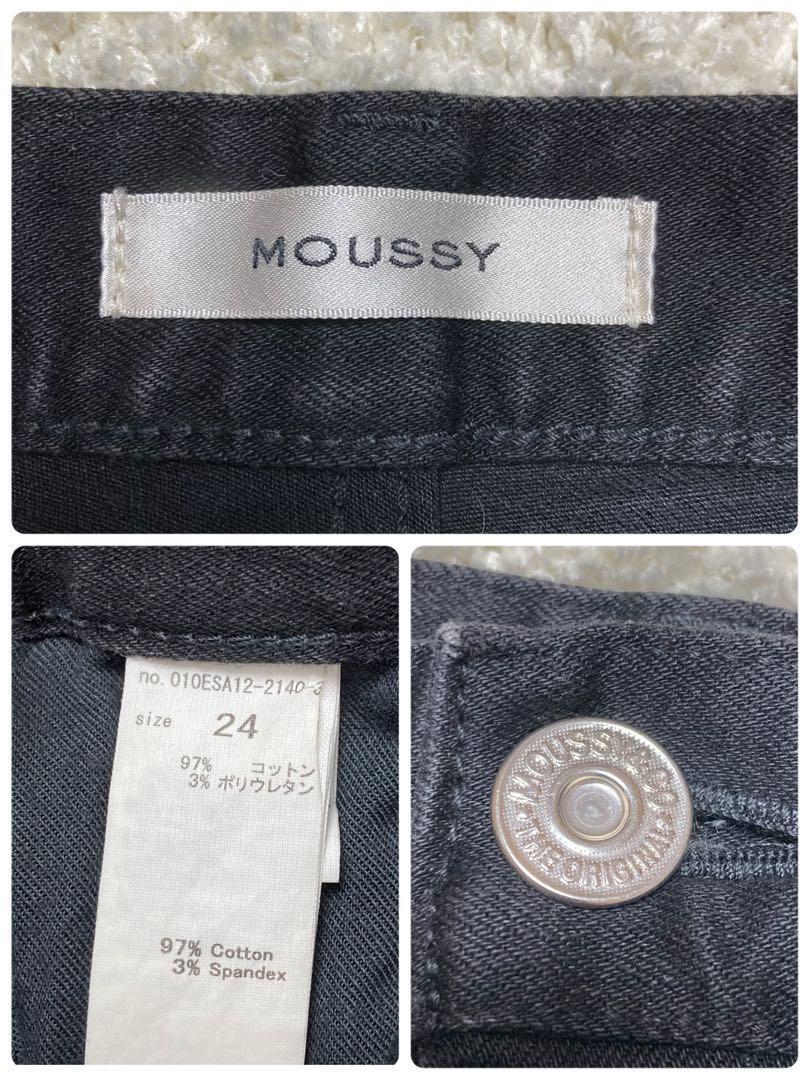 MOUSSY
no. 010ESA12-2140-3
size 24
97% コットン
3% ポリウレタン
97% Cotton
3% Spandex
MOUSSY & CO
THE ORIGINAL